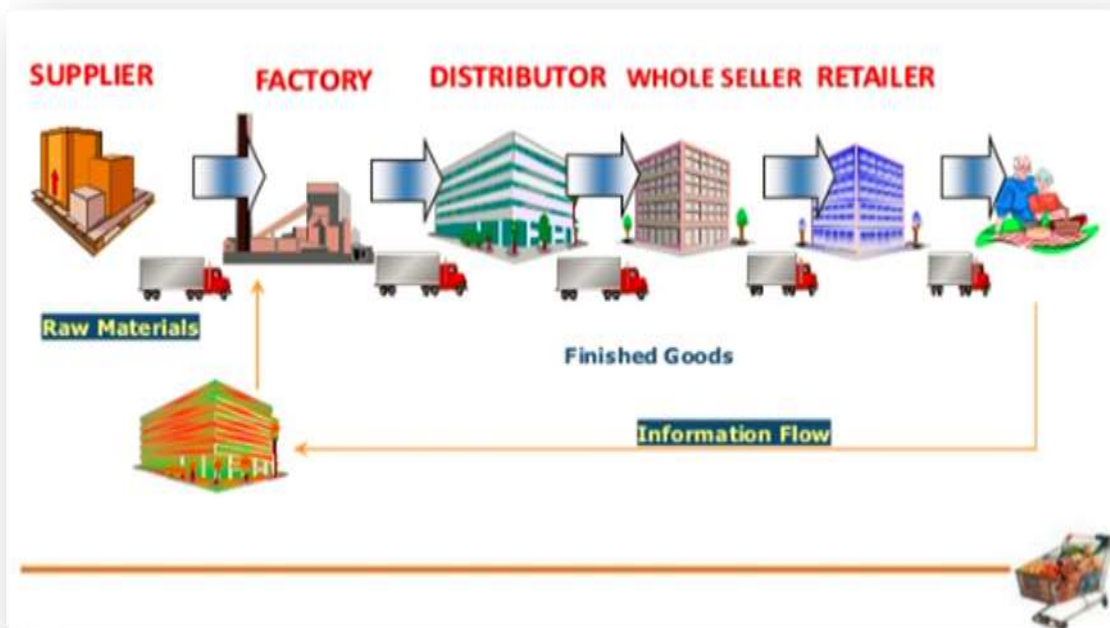 SUPPLIER
FACTORY
DISTRIBUTOR
WHOLE SELLER
RETAILER
Raw Materials
Finished Goods
Information Flow